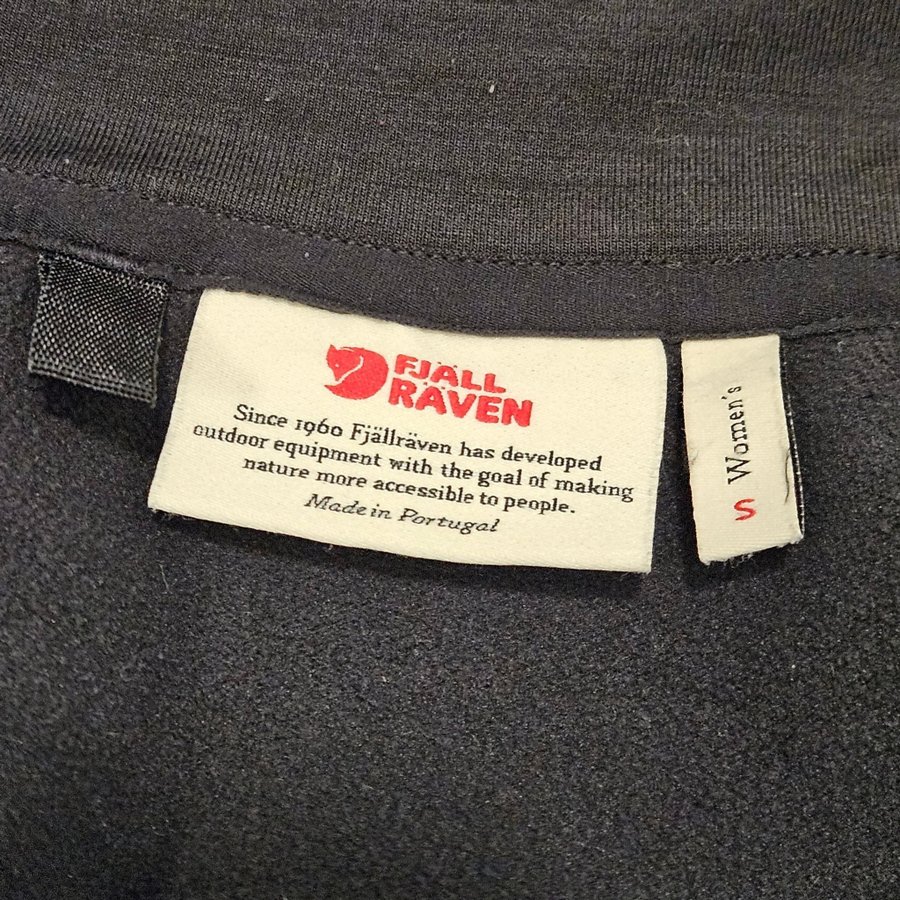 FJÄLL
RÄVEN
Since 1960 Fjällräven has developed
outdoor equipment with the goal of making
nature more accessible to people.
Made in Portugal
Women's
S